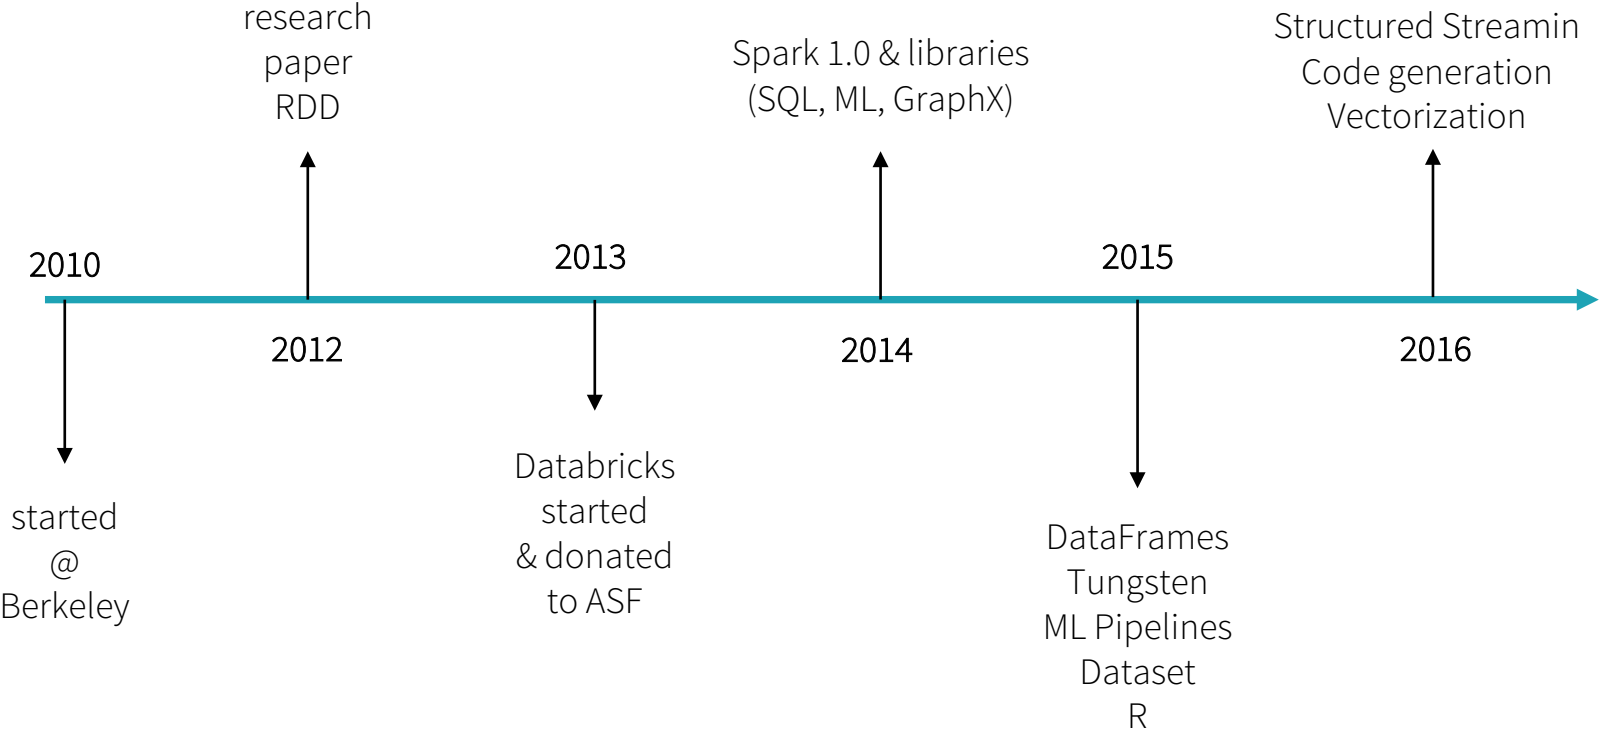 research
paper
RDD
Spark 1.0 & libraries
(SQL, ML, GraphX)
Structured Streamin
Code generation
Vectorization
2010
2013
2015
2012
2014
2016
started
@
Berkeley
Databricks
started
& donated
to ASF
DataFrames
Tungsten
ML Pipelines
Dataset
R